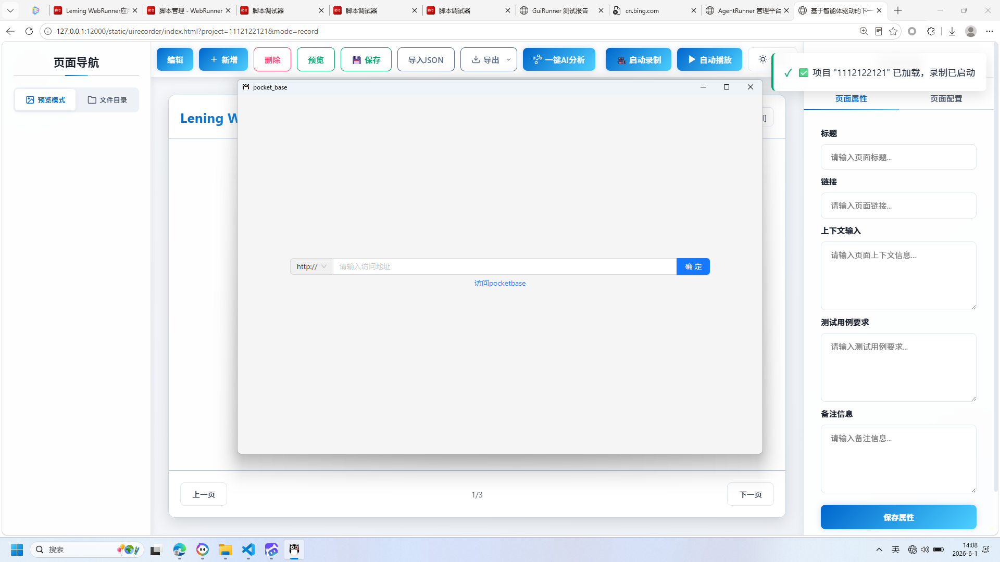 Leming WebRunner应
脚本管理 - WebRunner
脚本调试器
脚本调试器
脚本调试器
GuiRunner 测试报告
cn.bing.com
AgentRunner 管理平台
基于智能体驱动的下一
127.0.0.1:12000/static/uirecorder/index.html?project=1112122121&mode=record
页面导航
预览模式
文件目录
编辑
+ 新增
删除
预览
保存
导入JSON
导出
一键AI分析
启动录制
自动播放
✓ ✅ 项目 "1112122121" 已加载，录制已启动
pocket_base
Lening W
http://
请输入访问地址
确 定
访问pocketbase
上一页
1/3
下一页
页面属性
页面配置
标题
请输入页面标题...
链接
请输入页面链接...
上下文输入
请输入页面上下文信息...
测试用例要求
请输入测试用例要求...
备注信息
请输入备注信息...
保存属性
搜索
英
14:08
2026-6-1